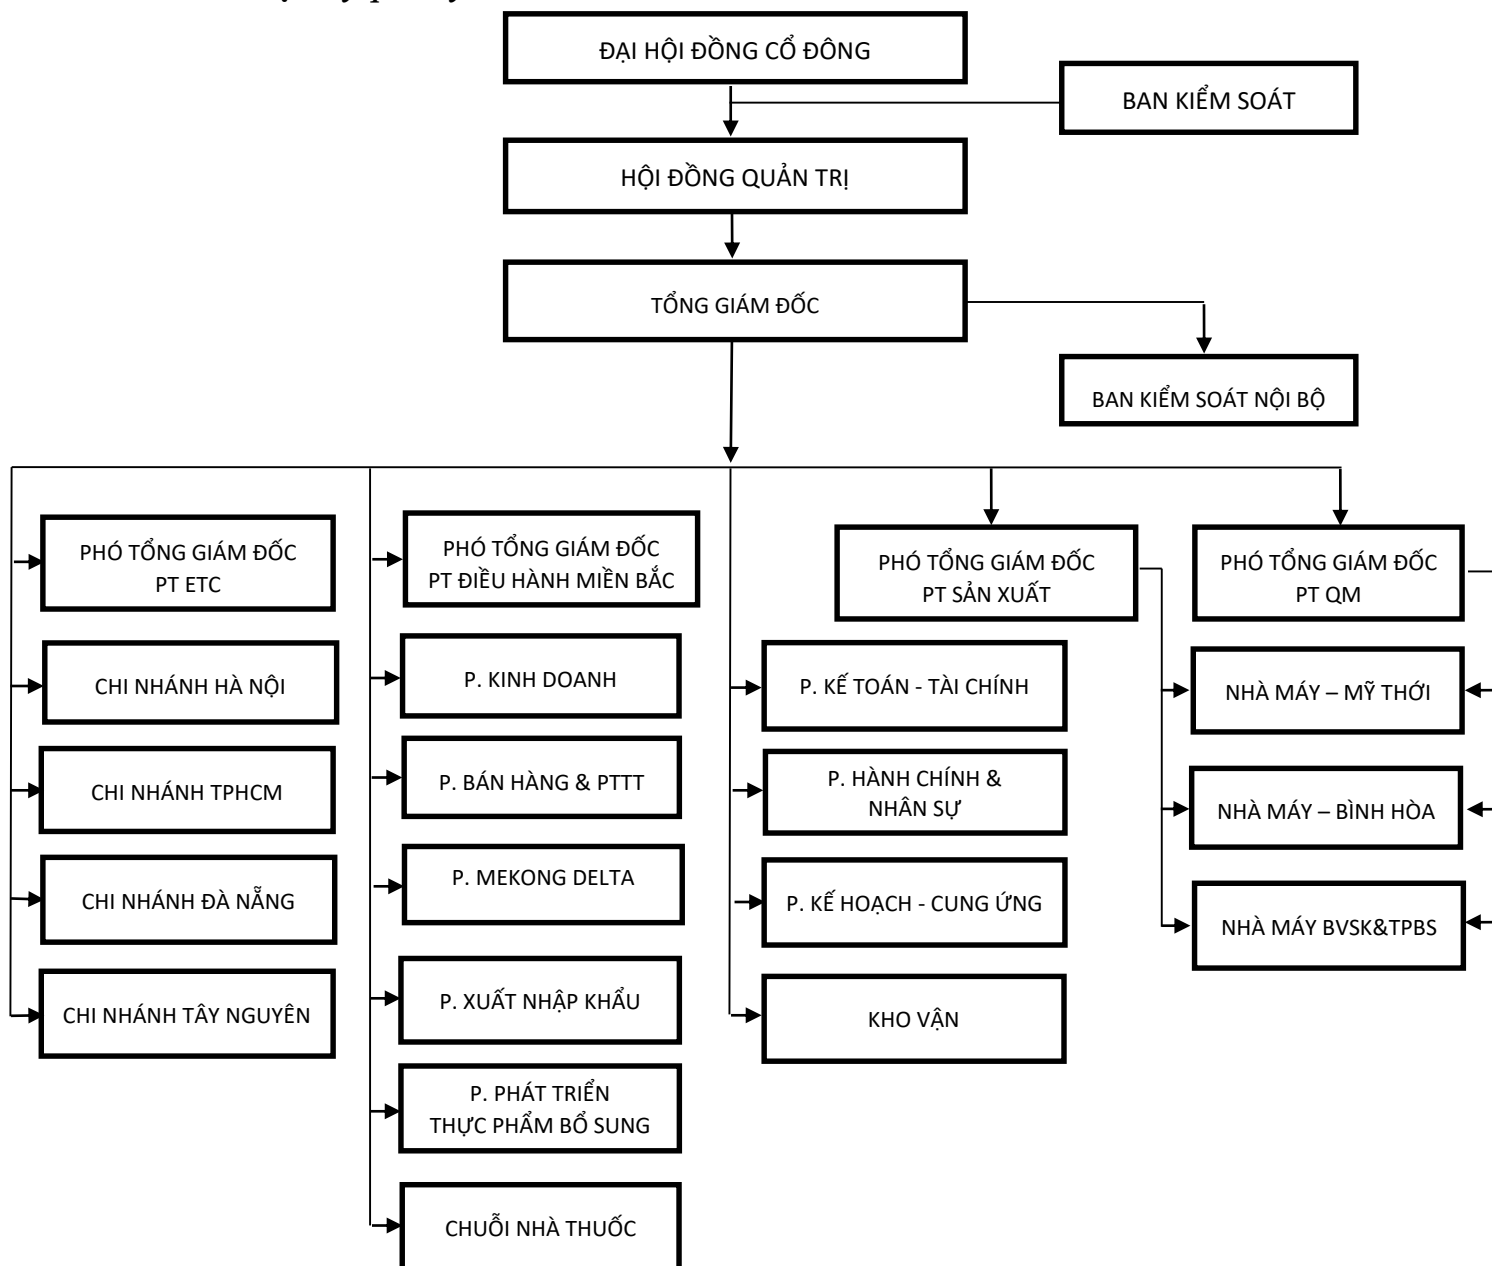 ĐẠI HỘI ĐỒNG CỔ ĐÔNG
BAN KIỂM SOÁT
HỘI ĐỒNG QUẢN TRỊ
TỔNG GIÁM ĐỐC
BAN KIỂM SOÁT NỘI BỘ
PHÓ TỔNG GIÁM ĐỐC
PT ETC
CHI NHÁNH HÀ NỘI
CHI NHÁNH TPHCM
CHI NHÁNH ĐÀ NẴNG
CHI NHÁNH TÂY NGUYÊN
PHÓ TỔNG GIÁM ĐỐC
PT ĐIỀU HÀNH MIỀN BẮC
P. KINH DOANH
P. BÁN HÀNG & PTTT
P. MEKONG DELTA
P. XUẤT NHẬP KHẨU
P. PHÁT TRIỂN
THỰC PHẨM BỔ SUNG
CHUỖI NHÀ THUỐC
P. KẾ TOÁN - TÀI CHÍNH
P. HÀNH CHÍNH &
NHÂN SỰ
P. KẾ HOẠCH - CUNG ỨNG
KHO VẬN
PHÓ TỔNG GIÁM ĐỐC
PT SẢN XUẤT
PHÓ TỔNG GIÁM ĐỐC
PT QM
NHÀ MÁY – MỸ THỚI
NHÀ MÁY – BÌNH HÒA
NHÀ MÁY BVSK&TPBS